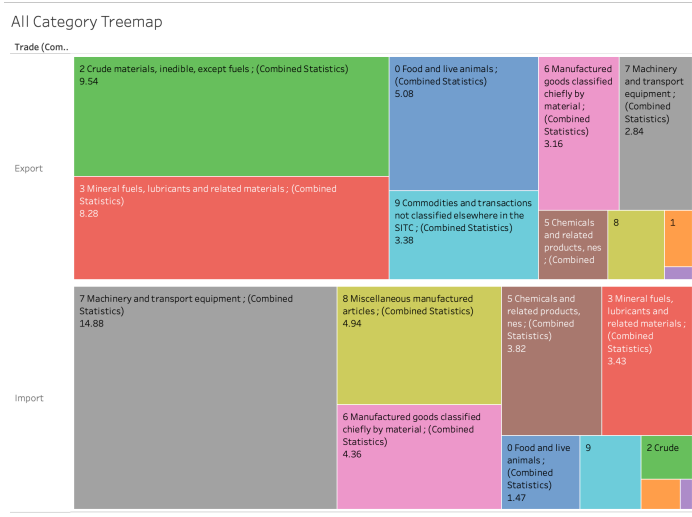 All Category Treemap
Trade (Com..
Export
2 Crude materials, inedible, except fuels ; (Combined Statistics)
9.54
3 Mineral fuels, lubricants and related materials ; (Combined
Statistics)
8.28
0 Food and live animals ;
(Combined Statistics)
5.08
9 Commodities and transactions
not classified elsewhere in the
SITC ; (Combined Statistics)
3.38
6 Manufactured
goods classified
chiefly by
material ;
(Combined
Statistics)
3.16
7 Machinery
and transport
equipment ;
(Combined
Statistics)
2.84
5 Chemicals
and related
products, nes
; (Combined
8
1
Import
7 Machinery and transport equipment ; (Combined
Statistics)
14.88
8 Miscellaneous manufactured
articles ; (Combined Statistics)
4.94
6 Manufactured goods classified
chiefly by material ; (Combined
Statistics)
4.36
5 Chemicals and
related products,
nes ; (Combined
Statistics)
3.82
3 Mineral fuels,
lubricants and
related materials ;
(Combined
Statistics)
3.43
0 Food and live
animals ;
(Combined
Statistics)
1.47
9
2 Crude